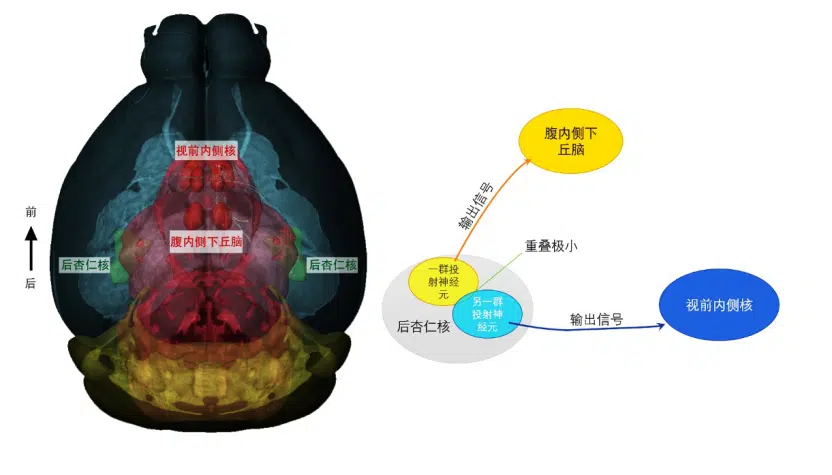 视前内侧核
前
后
腹内侧下丘脑
后杏仁核
后杏仁核
腹内侧下
丘脑
输出信号
重叠极小
一群投
射神经
元
另一群
投射神
经元
后杏仁核
输出信号
视前内侧核